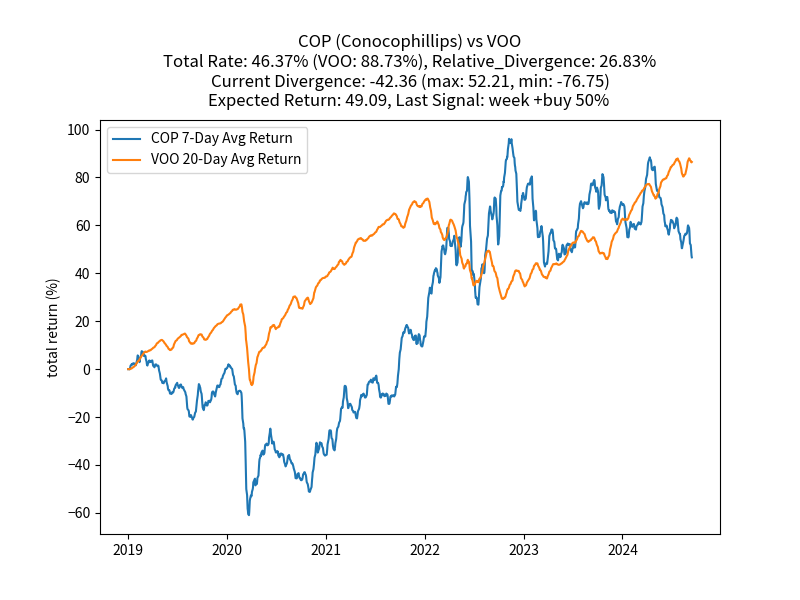 COP (Conocophillips) vs VOO
Total Rate: 46.37% (VOO: 88.73%), Relative_Divergence: 26.83%
Current Divergence: -42.36 (max: 52.21, min: -76.75)
Expected Return: 49.09, Last Signal: week +buy 50%
COP 7-Day Avg Return
VOO 20-Day Avg Return
total return (%)
100
80
60
40
20
0
−20
−40
−60
2019
2020
2021
2022
2023
2024